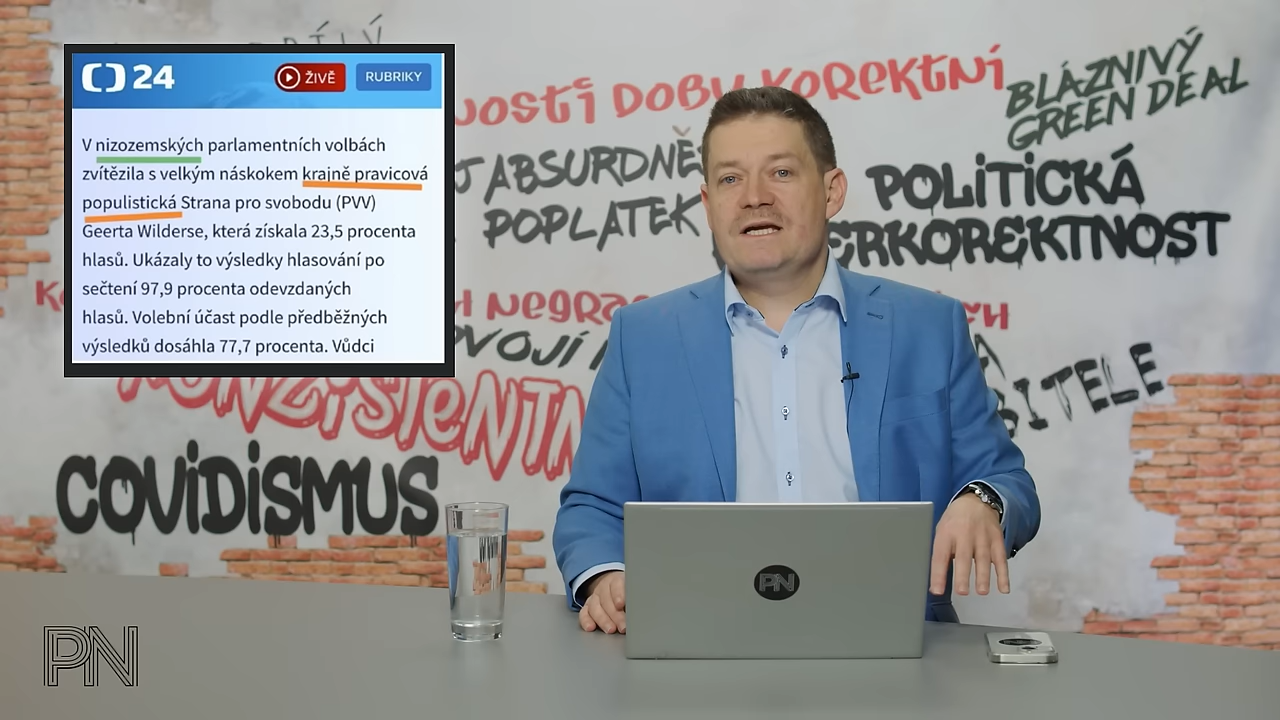 24
ŽIVĚ
RUBRIKY
V nizozemských parlamentních volbách
zvítězila s velkým náskokem krajně pravicová
populistická Strana pro svobodu (PVV)
Geerta Wilderse, která získala 23,5 procenta
hlasů. Ukázaly to výsledky hlasování po
sečtení 97,9 procenta odevzdaných
hlasů. Volební účast podle předběžných
výsledků dosáhla 77,7 procenta. Vůdci
DOBY KOREKTNÍ
BLÁZNIVÝ
GREEN DEAL
ABSURDNĚ
POPLATEK
POLITICKÁ
COVIDISMUS
PN
PN